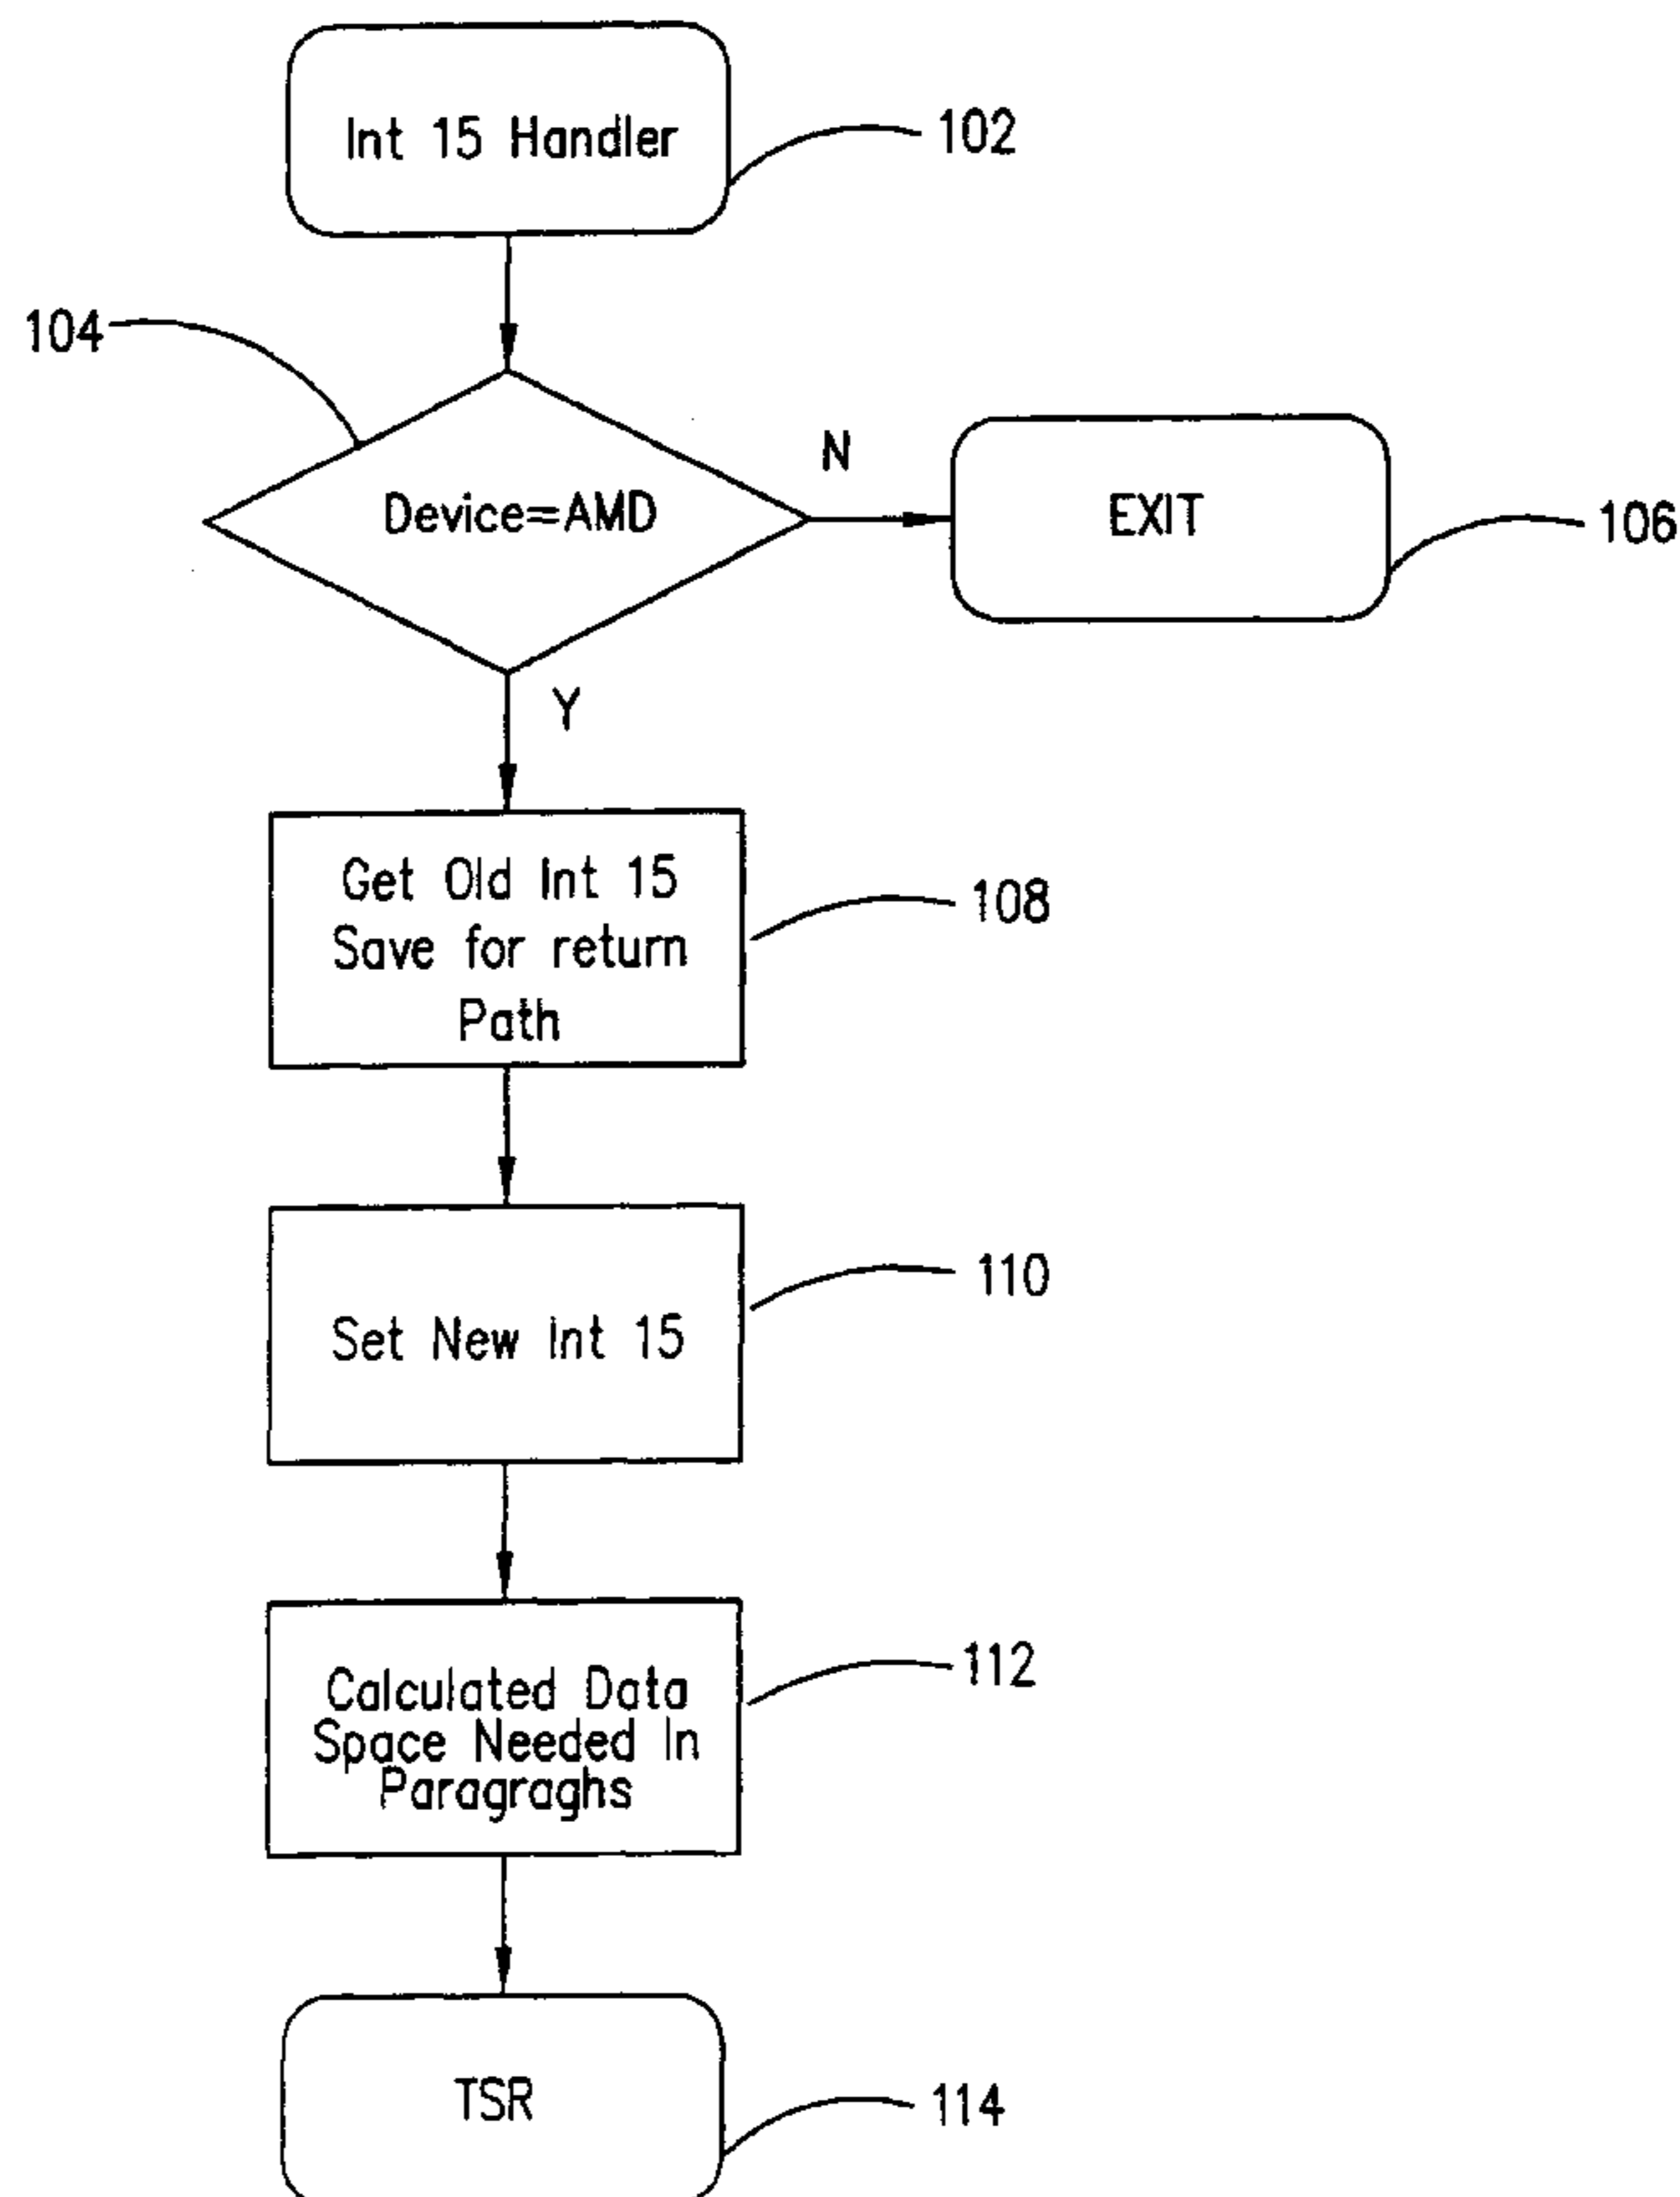 Int 15 Handler
102
104
Device=AMD
N
EXIT
106
Y
Get Old Int 15
Save for return
Path
108
Set New Int 15
110
Calculated Data
Space Needed In
Paragraghs
112
TSR
114